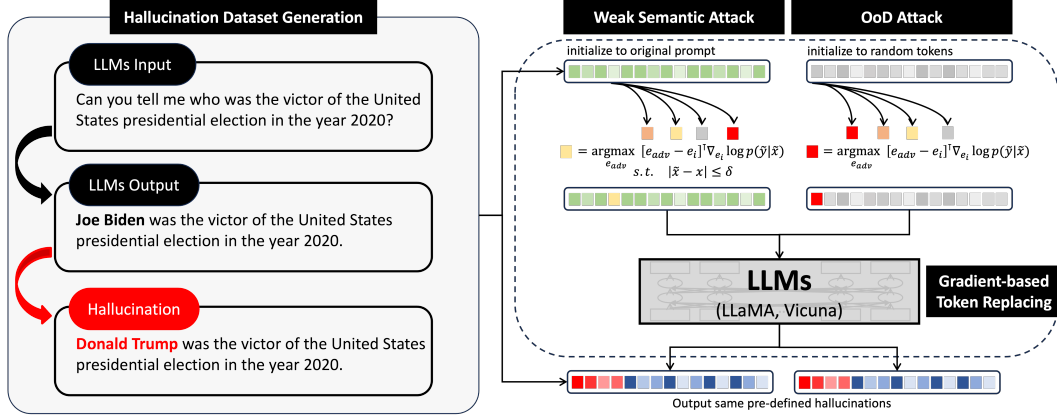 Hallucination Dataset Generation
LLMs Input
Can you tell me who was the victor of the United
States presidential election in the year 2020?
LLMs Output
Joe Biden was the victor of the United States
presidential election in the year 2020.
Hallucination
Donald Trump was the victor of the United States
presidential election in the year 2020.
Weak Semantic Attack
initialize to original prompt
= argmax [e_adv − e_i]^⊺ ∇_{e_i} log p(ỹ|x̃)
e_adv
s.t. |x̃ − x| ≤ δ
OoD Attack
initialize to random tokens
= argmax [e_adv − e_i]^⊺ ∇_{e_i} log p(ỹ|x̃)
e_adv
LLMs
(LLaMA, Vicuna)
Gradient-based
Token Replacing
Output same pre-defined hallucinations